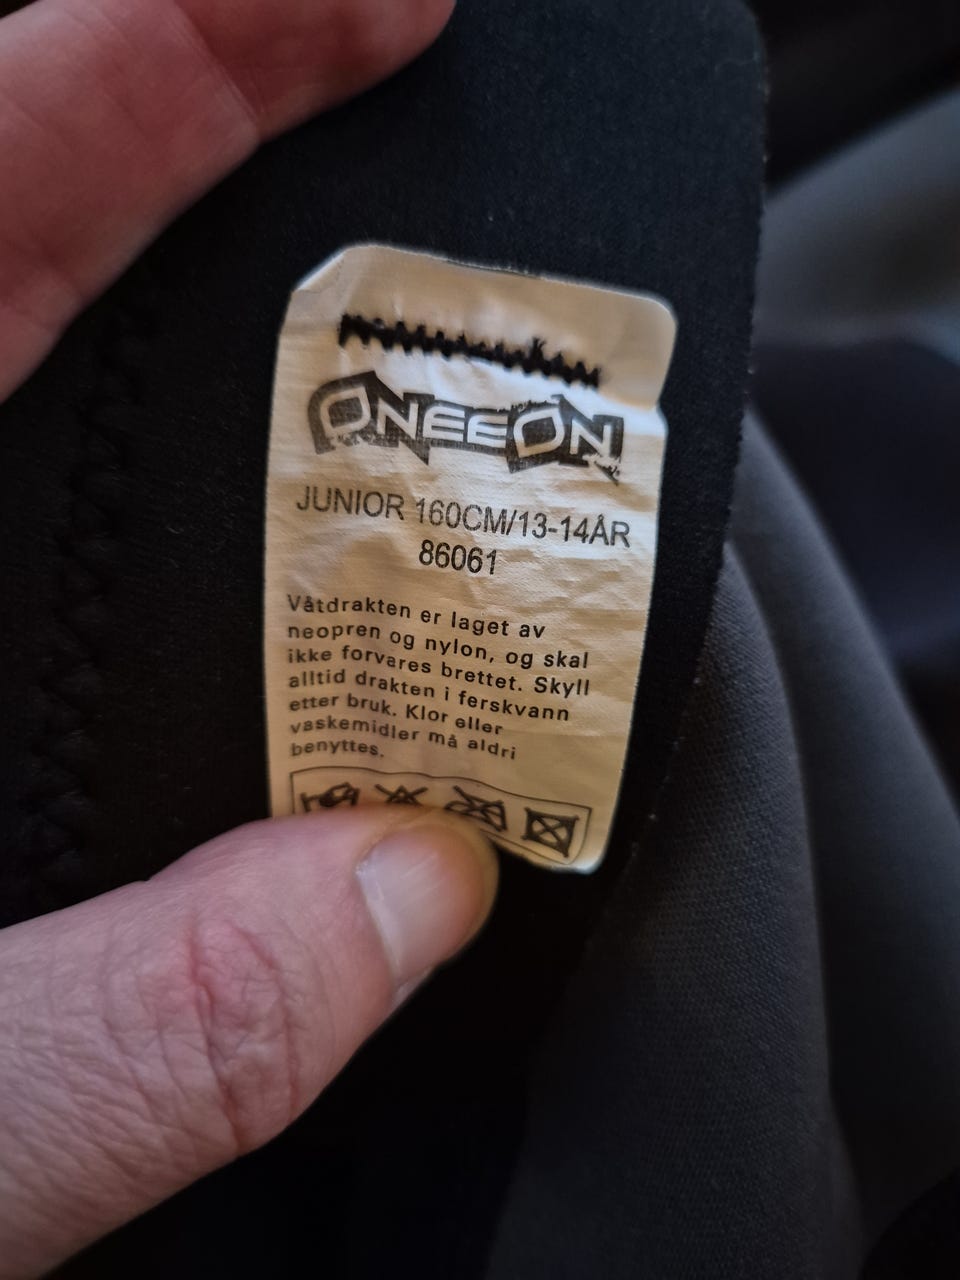 ONEEON
JUNIOR 160CM/13-14ÅR
86061
Våtdrakten er laget av
neopren og nylon, og skal
ikke forvares brettet. Skyll
alltid drakten i ferskvann
etter bruk. Klor eller
vaskemidler må aldri
benyttes.